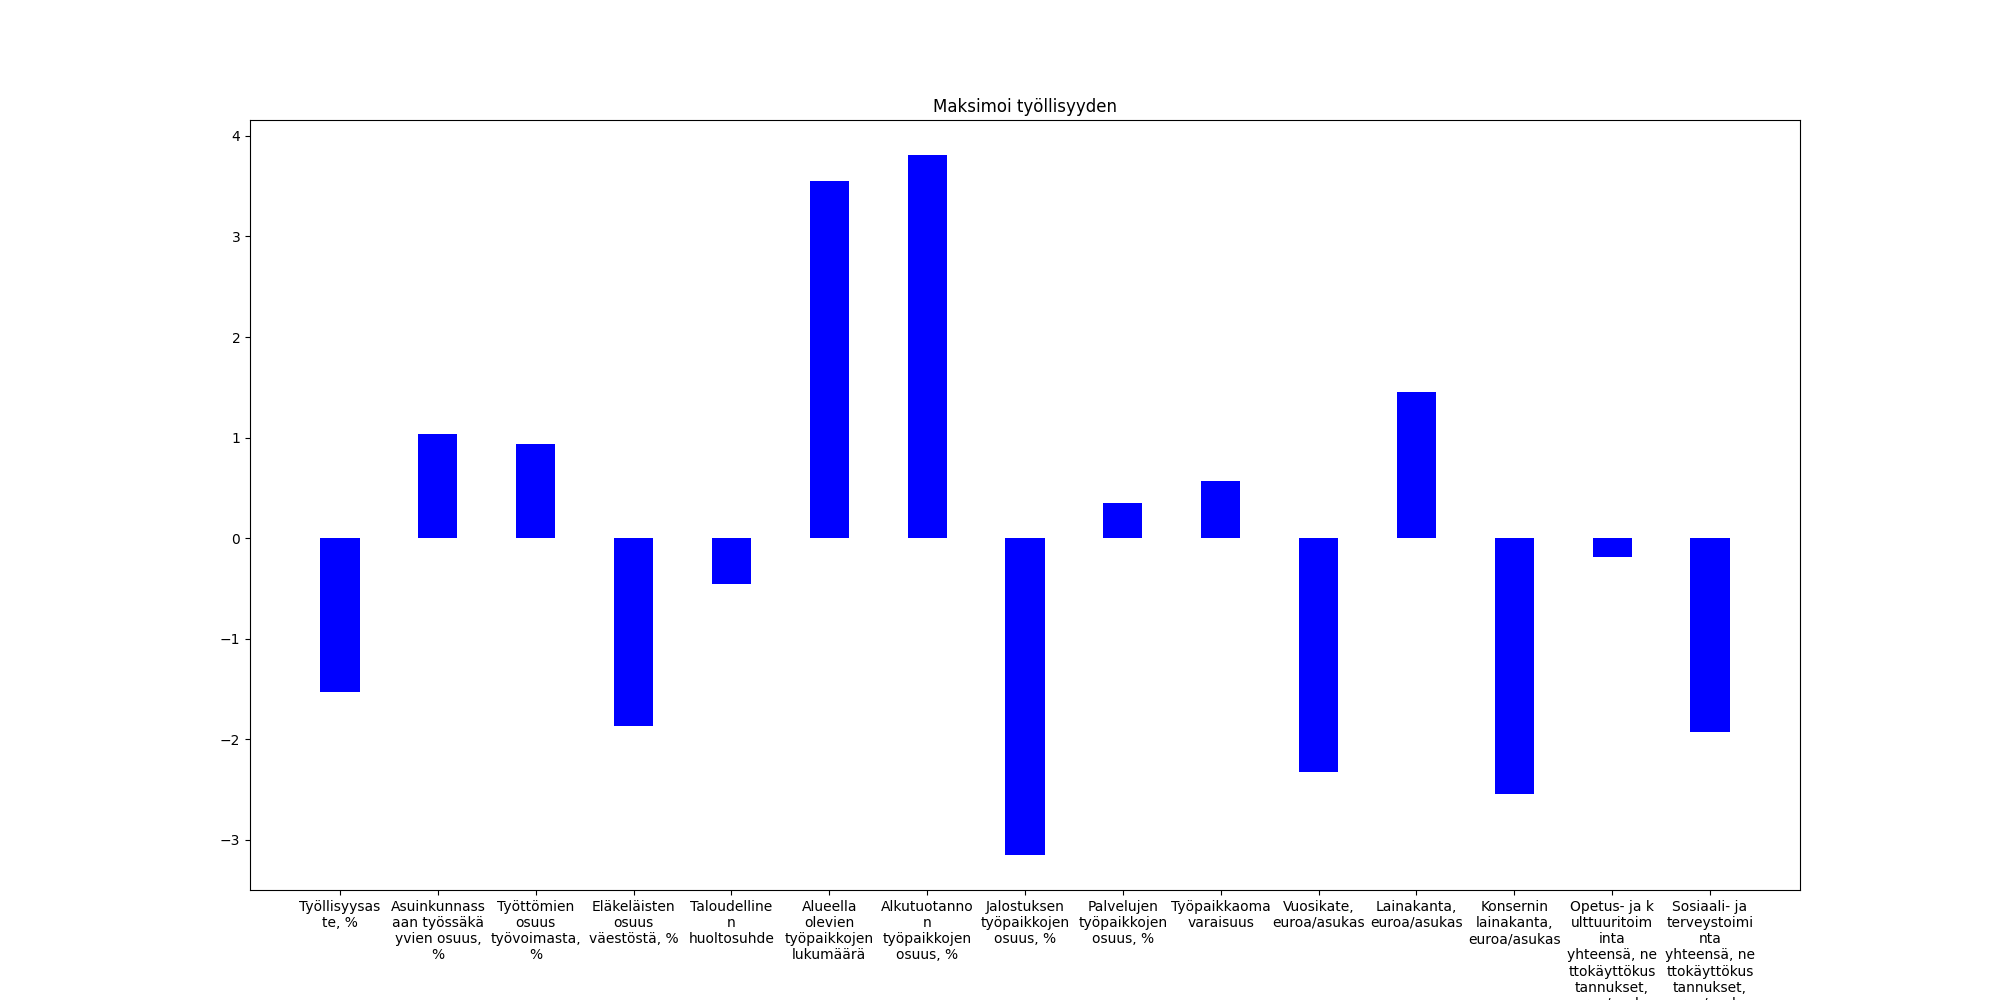 Maksimoi työllisyyden
4
3
2
1
0
−1
−2
−3
Työllisyysas
te, %
Asuinkunnass
aan työssäkä
yvien osuus,
%
Työttömien
osuus
työvoimasta,
%
Eläkeläisten
osuus
väestöstä, %
Taloudelline
n
huoltosuhde
Alueella
olevien
työpaikkojen
lukumäärä
Alkutuotanno
n
työpaikkojen
osuus, %
Jalostuksen
työpaikkojen
osuus, %
Palvelujen
työpaikkojen
osuus, %
Työpaikkaoma
varaisuus
Vuosikate,
euroa/asukas
Lainakanta,
euroa/asukas
Konsernin
lainakanta,
euroa/asukas
Opetus- ja k
ulttuuritoim
inta
yhteensä, ne
ttokäyttökus
tannukset,
Sosiaali- ja
terveystoimi
nta
yhteensä, ne
ttokäyttökus
tannukset,